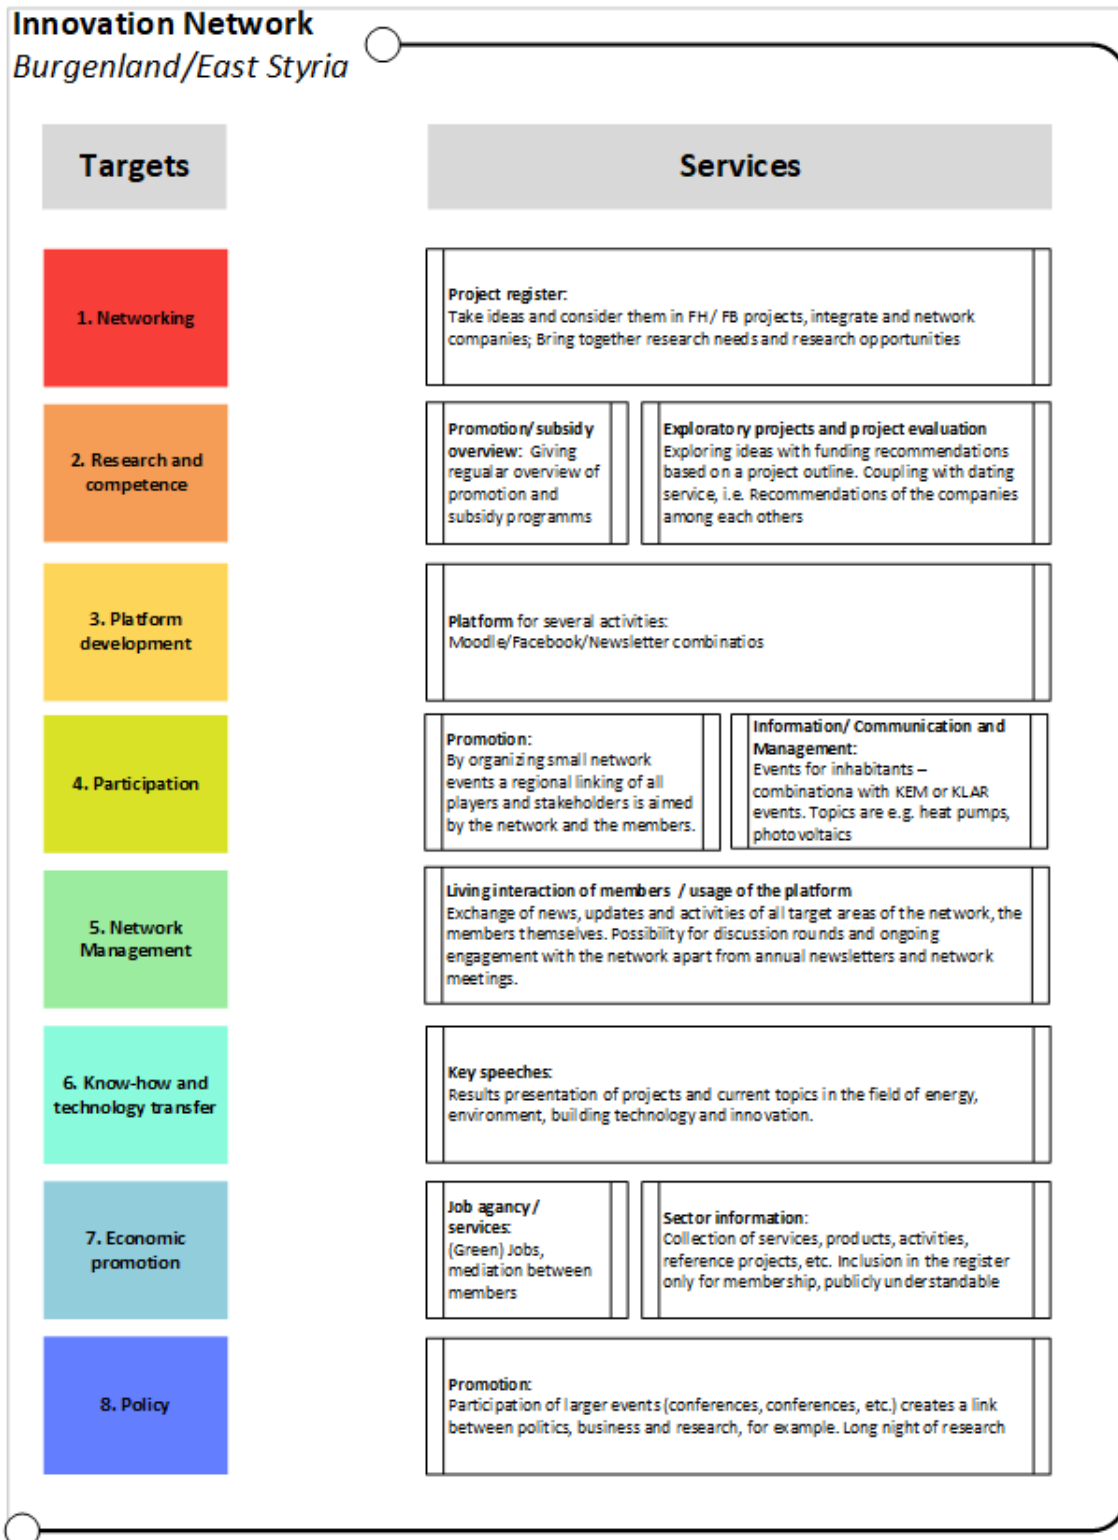 Innovation Network
Burgenland/East Styria
Targets
Services
1. Networking
Project register:
Take ideas and consider them in FH/ FB projects, integrate and network
companies; Bring together research needs and research opportunities
2. Research and
competence
Promotion/subsidy
overview: Giving
regualar overview of
promotion and
subsidy programms
Exploratory projects and project evaluation
Exploring ideas with funding recommendations
based on a project outline. Coupling with dating
service, i.e. Recommendations of the companies
among each others
3. Platform
development
Platform for several activities:
Moodle/Facebook/Newsletter combinatios
4. Participation
Promotion:
By organizing small network
events a regional linking of all
players and stakeholders is aimed
by the network and the members.
Information/ Communication and
Management:
Events for inhabitants –
combinationa with KEM or KLAR
events. Topics are e.g. heat pumps,
photovoltaics
5. Network
Management
Living interaction of members / usage of the platform
Exchange of news, updates and activities of all target areas of the network, the
members themselves. Possibility for discussion rounds and ongoing
engagement with the network apart from annual newsletters and network
meetings.
6. Know-how and
technology transfer
Key speeches:
Results presentation of projects and current topics in the field of energy,
environment, building technology and innovation.
7. Economic
promotion
Job agancy/
services:
(Green) Jobs,
mediation between
members
Sector information:
Collection of services, products, activities,
reference projects, etc. Inclusion in the register
only for membership, publicly understandable
8. Policy
Promotion:
Participation of larger events (conferences, conferences, etc.) creates a link
between politics, business and research, for example. Long night of research